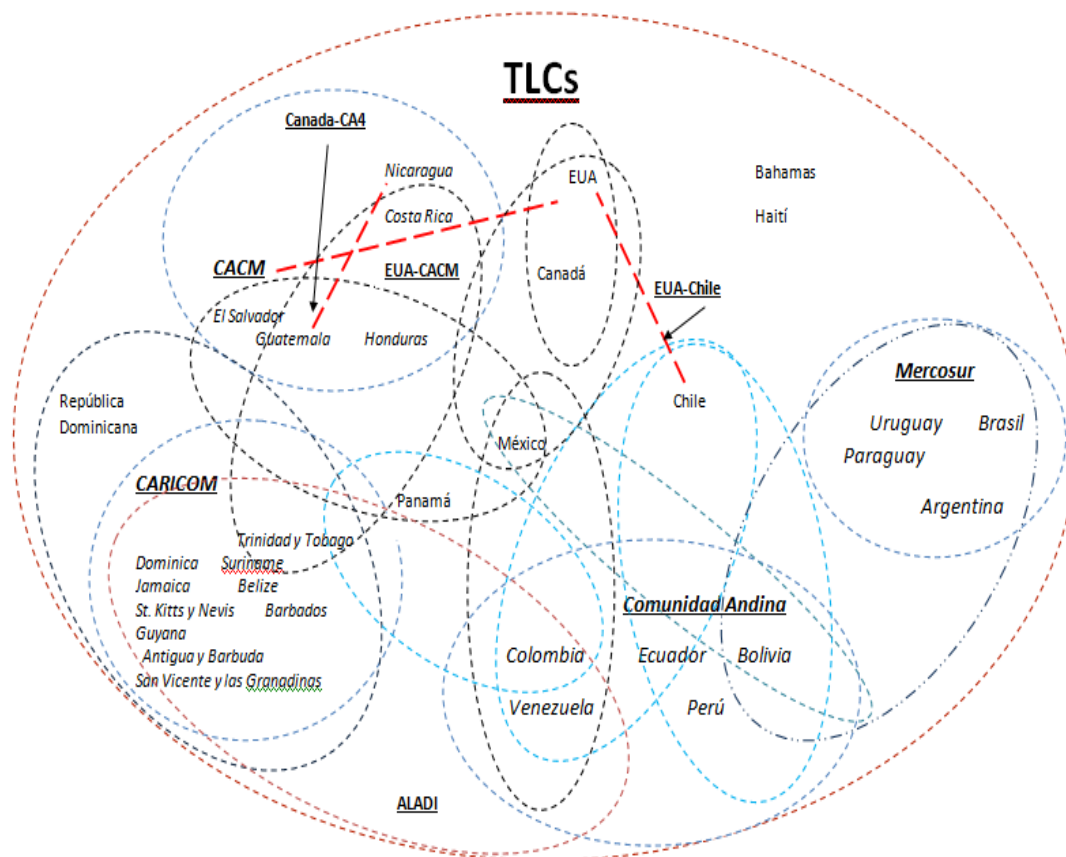 TLCs
Canada-CA4
Nicaragua
EUA
Bahamas
Costa Rica
Haití
CACM
EUA-CACM
Canadá
EUA-Chile
El Salvador
Guatemala
Honduras
Mercosur
República
Dominicana
Chile
Uruguay Brasil
México
Paraguay
CARICOM
Panamá
Argentina
Trinidad y Tobago
Dominica Suriname
Jamaica Belize
St. Kitts y Nevis Barbados
Guyana
Antigua y Barbuda
San Vicente y las Granadinas
Comunidad Andina
Colombia Ecuador Bolivia
Venezuela Perú
ALADI